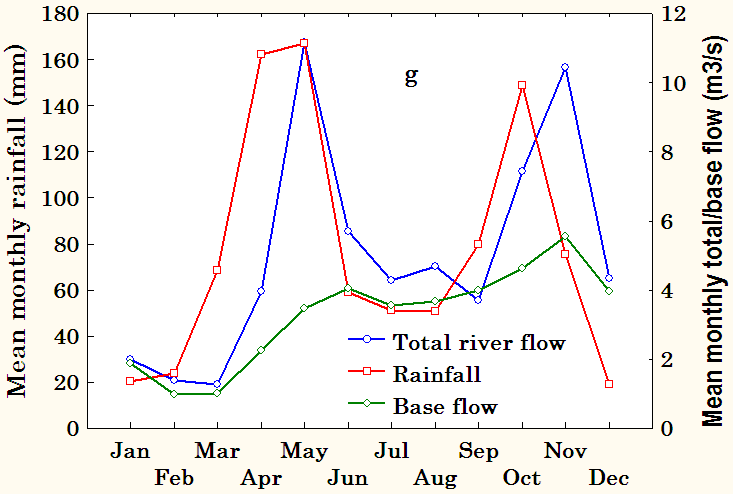 180
160
140
120
100
80
60
40
20
0
Mean monthly rainfall (mm)
12
10
8
6
4
2
0
Mean monthly total/base flow (m3/s)
g
Total river flow
Rainfall
Base flow
Jan Mar May Jul Sep Nov
Feb Apr Jun Aug Oct Dec